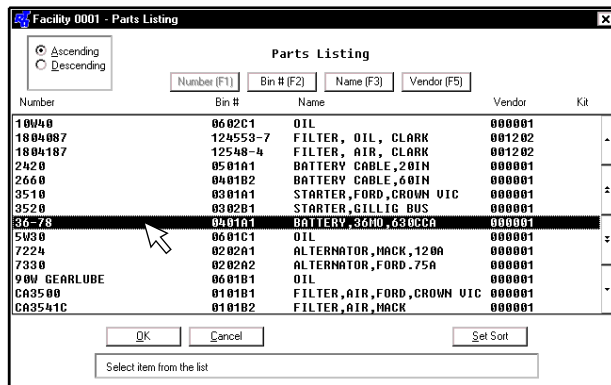 Facility 0001 - Parts Listing
Ascending
Descending
Parts Listing
Number (F1) Bin # (F2) Name (F3) Vendor (F5)
Number Bin # Name Vendor Kit
10W40 0602C1 OIL 000001
1804087 124553-7 FILTER, OIL, CLARK 001202
1804187 12548-4 FILTER, AIR, CLARK 001202
2420 0501A1 BATTERY CABLE,20IN 000001
2660 0401B2 BATTERY CABLE,60IN 000001
3510 0301A1 STARTER,FORD,CROWN VIC 000001
3520 0302B1 STARTER,GILLIG BUS 000001
36-78 0401A1 BATTERY,36MO,630CCA 000001
5W30 0601C1 OIL 000001
7224 0202A1 ALTERNATOR,MACK,120A 000001
7330 0202A2 ALTERNATOR,FORD.75A 000001
90W GEARLUBE 0601B1 OIL 000001
CA3500 0101B1 FILTER,AIR,FORD,CROWN VIC 000001
CA3541C 0101B2 FILTER,AIR,MACK 000001
OK Cancel Set Sort
Select item from the list